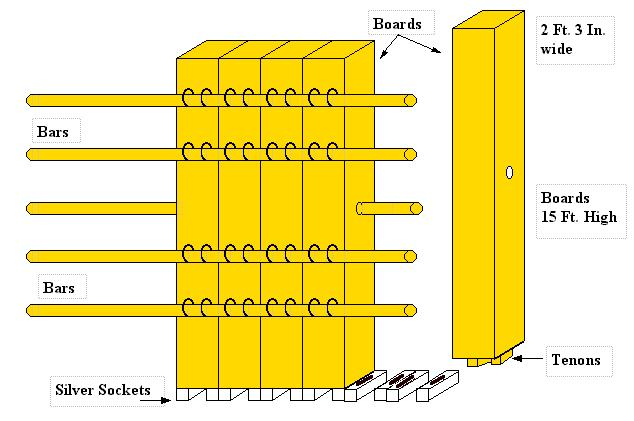 Boards
2 Ft. 3 In.
wide
Bars
Boards
15 Ft. High
Bars
Tenons
Silver Sockets